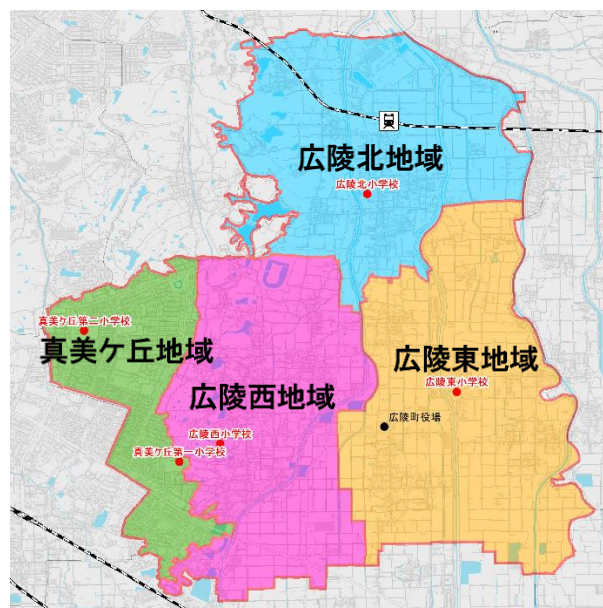 広陵北地域
広陵北小学校
真美ケ丘第二小学校
真美ケ丘地域
広陵東地域
広陵東小学校
広陵西地域
広陵町役場
広陵西小学校
真美ケ丘第一小学校